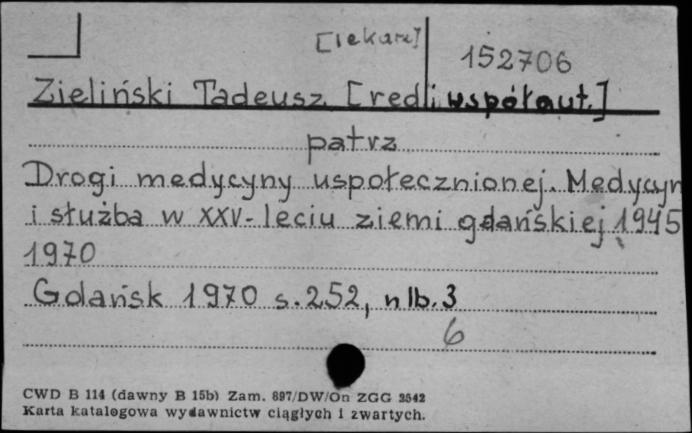 [lekarz]
152706
Zieliński Tadeusz [red i współaut.]
patrz
Drogi medycyny uspołecznionej. Medycyn
i służba w XXV-leciu ziemi gdańskiej 1945
1970
Gdańsk 1970 s. 252, nlb. 3
6
CWD B 114 (dawny B 15b) Zam. 897/DW/On ZGG 2542
Karta katalogowa wydawnictw ciągłych i zwartych.